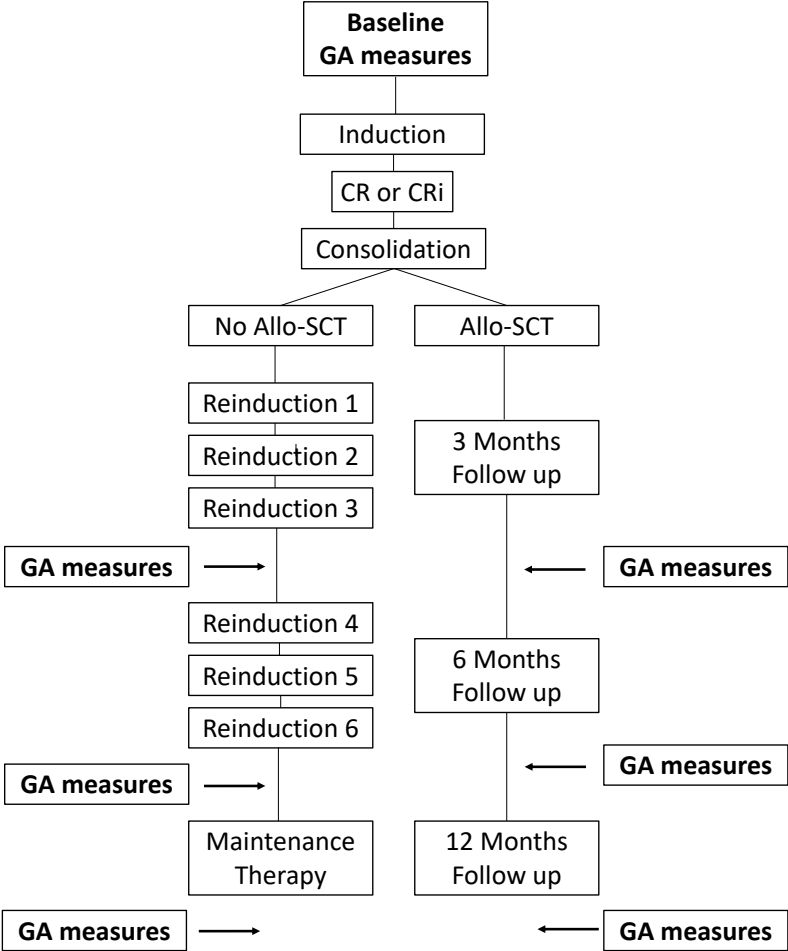 Baseline
GA measures
Induction
CR or CRi
Consolidation
No Allo-SCT
Allo-SCT
Reinduction 1
Reinduction 2
Reinduction 3
3 Months
Follow up
GA measures
GA measures
Reinduction 4
Reinduction 5
Reinduction 6
6 Months
Follow up
GA measures
GA measures
Maintenance
Therapy
12 Months
Follow up
GA measures
GA measures